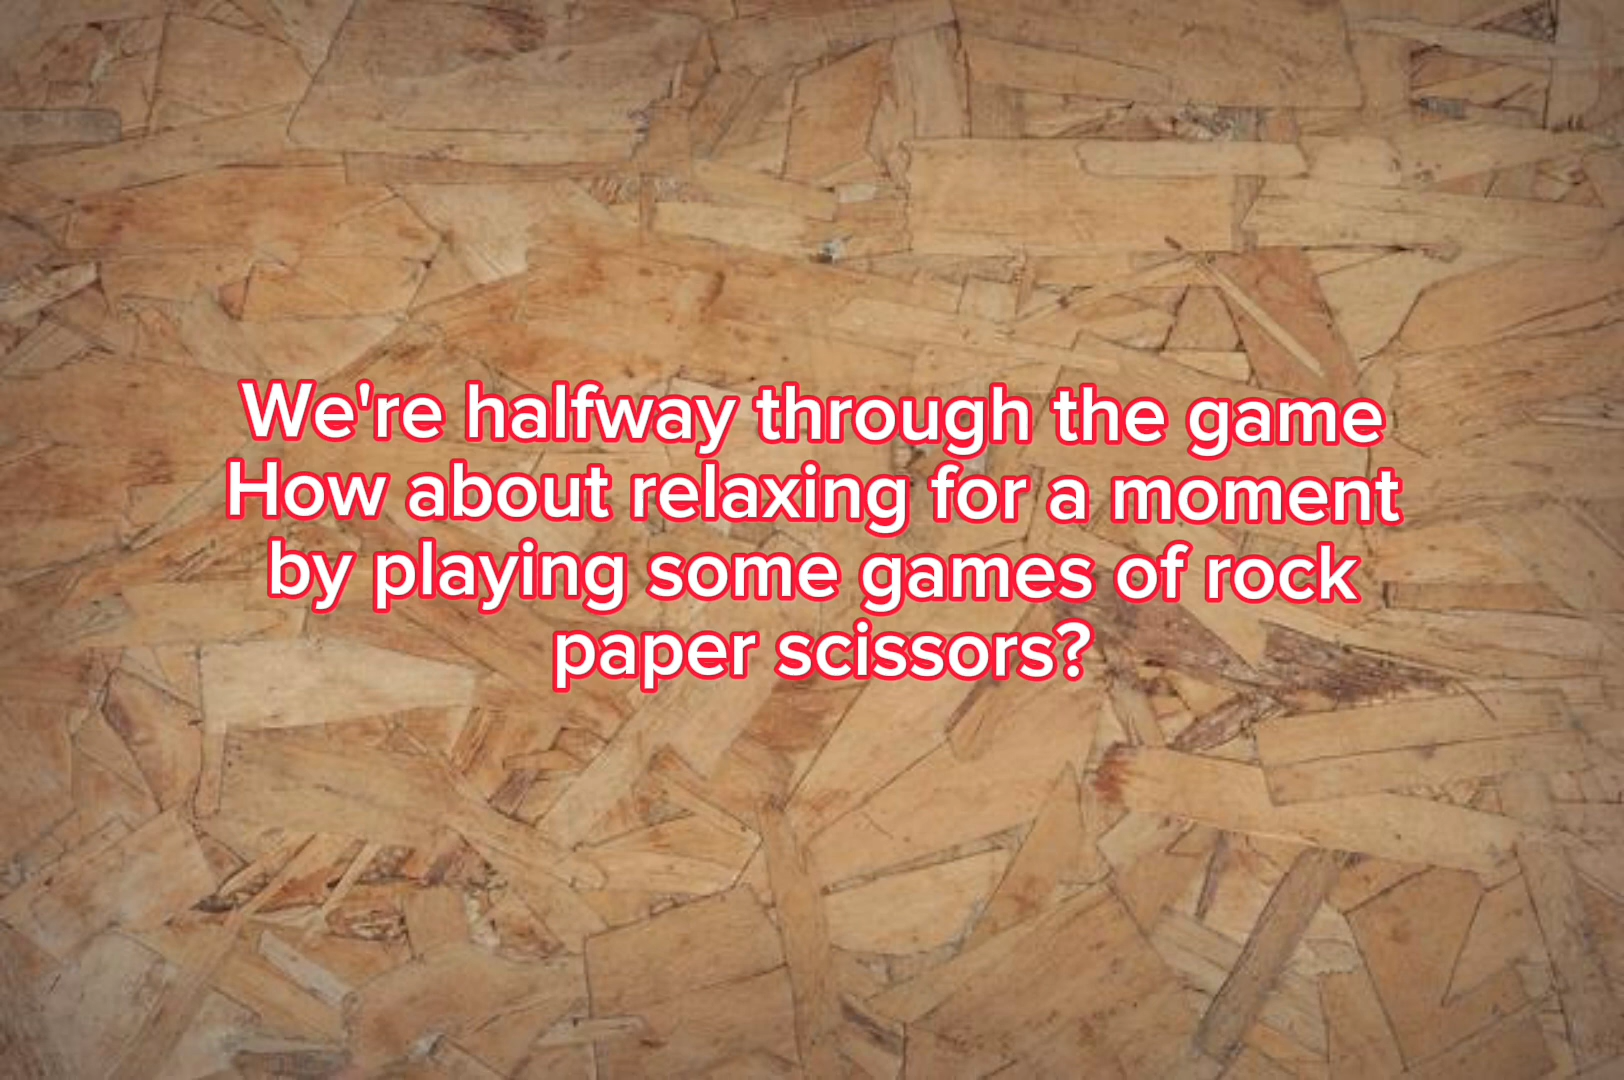 We're halfway through the game
How about relaxing for a moment
by playing some games of rock
paper scissors?